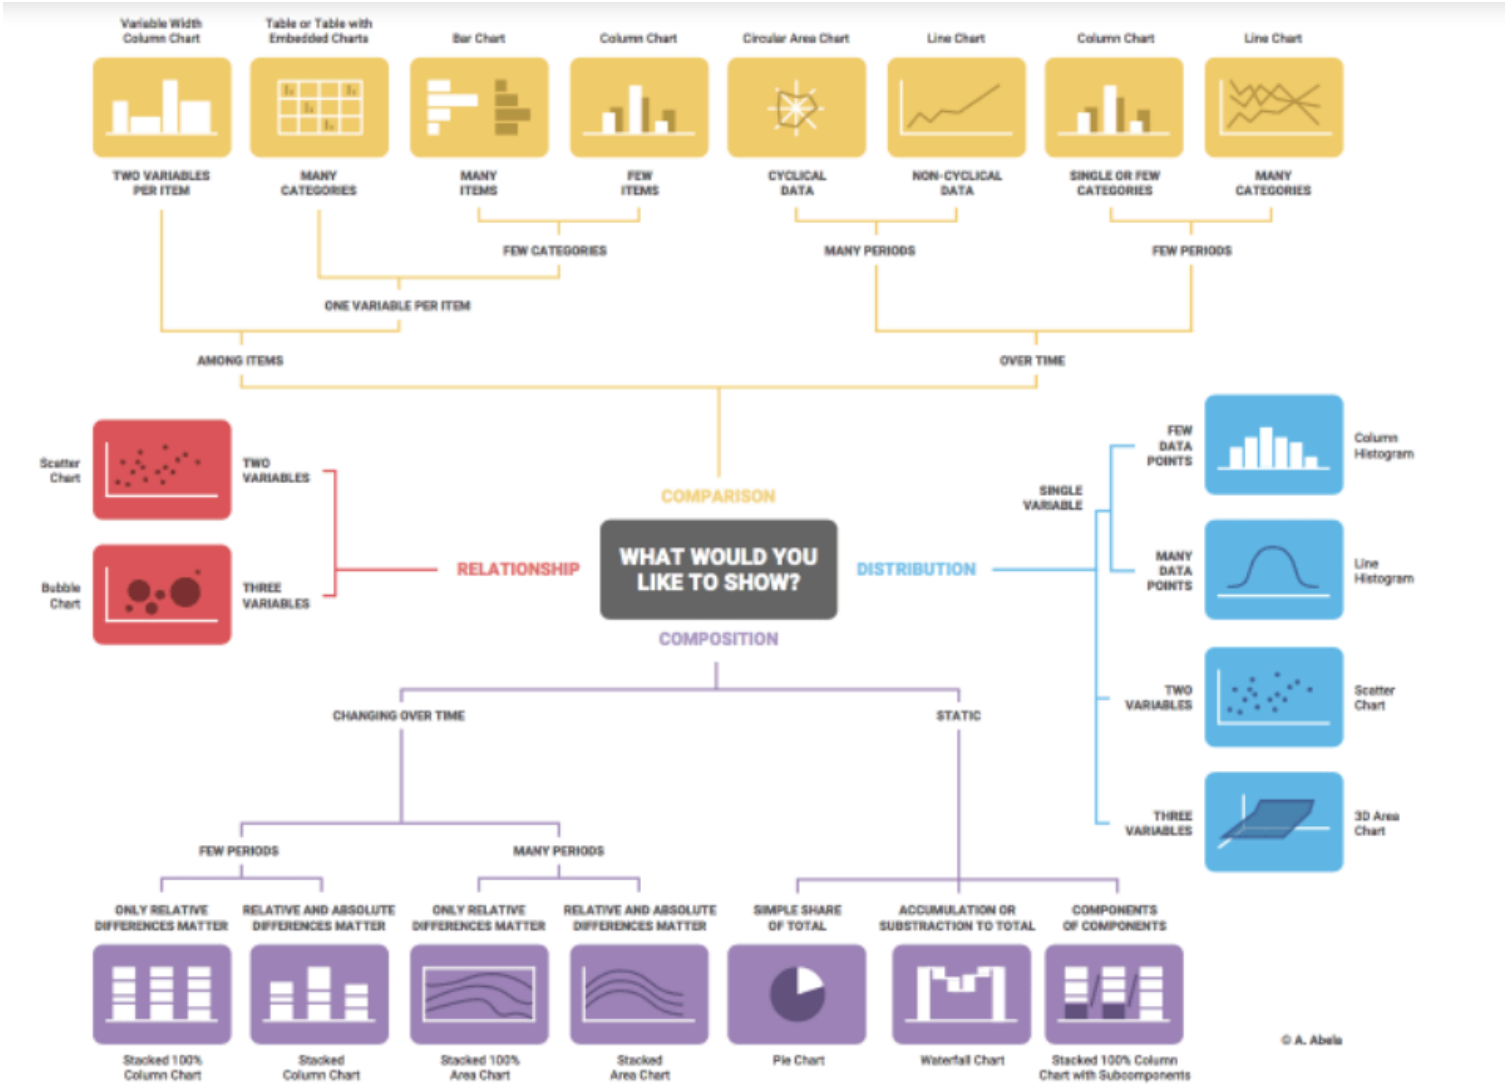 Variable Width
Column Chart
Table or Table with
Embedded Charts
Bar Chart
Column Chart
Circular Area Chart
Line Chart
Column Chart
Line Chart
TWO VARIABLES
PER ITEM
MANY
CATEGORIES
MANY
ITEMS
FEW
ITEMS
CYCLICAL
DATA
NON-CYCLICAL
DATA
SINGLE OR FEW
CATEGORIES
MANY
CATEGORIES
FEW CATEGORIES
MANY PERIODS
FEW PERIODS
ONE VARIABLE PER ITEM
AMONG ITEMS
OVER TIME
COMPARISON
WHAT WOULD YOU
LIKE TO SHOW?
RELATIONSHIP
Scatter
Chart
TWO
VARIABLES
Bubble
Chart
THREE
VARIABLES
DISTRIBUTION
SINGLE
VARIABLE
FEW
DATA
POINTS
Column
Histogram
MANY
DATA
POINTS
Line
Histogram
TWO
VARIABLES
Scatter
Chart
THREE
VARIABLES
3D Area
Chart
COMPOSITION
CHANGING OVER TIME
STATIC
FEW PERIODS
MANY PERIODS
ONLY RELATIVE
DIFFERENCES MATTER
RELATIVE AND ABSOLUTE
DIFFERENCES MATTER
ONLY RELATIVE
DIFFERENCES MATTER
RELATIVE AND ABSOLUTE
DIFFERENCES MATTER
SIMPLE SHARE
OF TOTAL
ACCUMULATION OR
SUBSTRACTION TO TOTAL
COMPONENTS
OF COMPONENTS
Stacked 100%
Column Chart
Stacked
Column Chart
Stacked 100%
Area Chart
Stacked
Area Chart
Pie Chart
Waterfall Chart
Stacked 100% Column
Chart with Subcomponents
© A. Abela